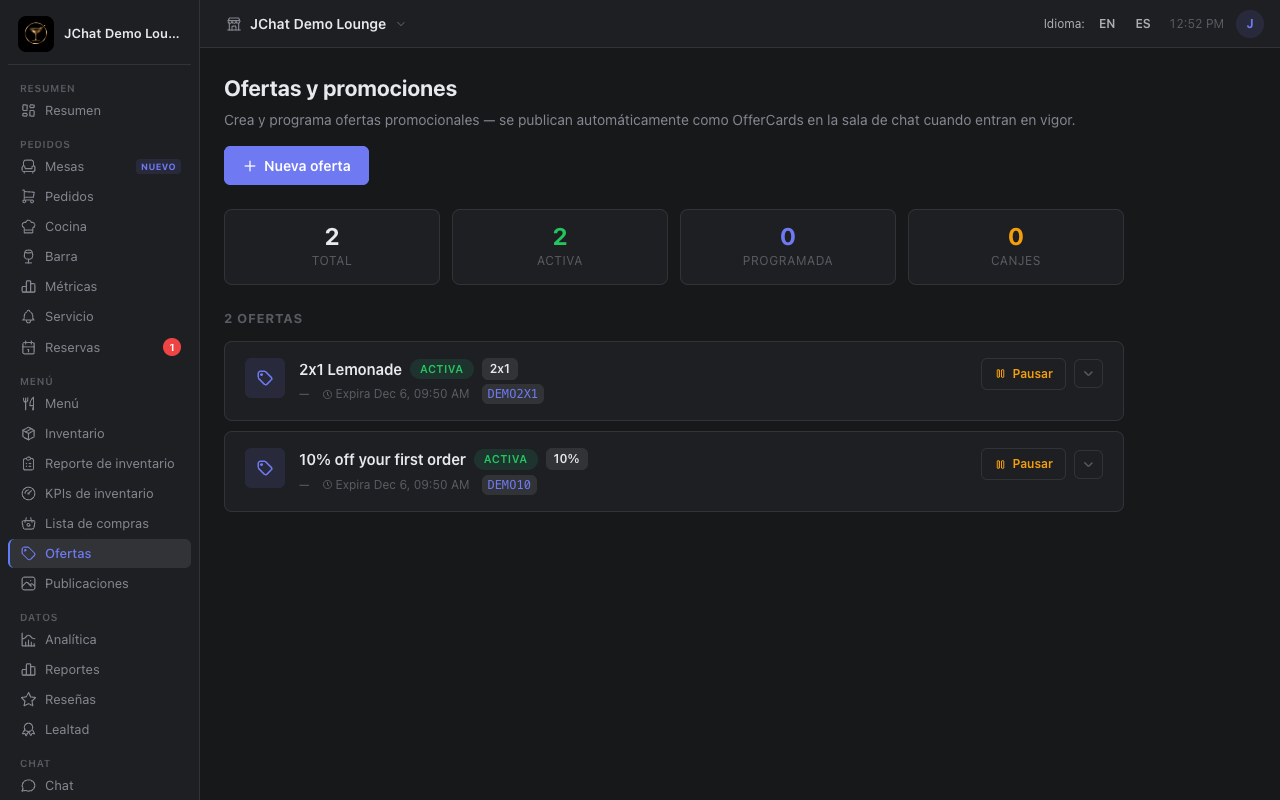 JChat Demo Lou...
RESUMEN
Resumen
PEDIDOS
Mesas NUEVO
Pedidos
Cocina
Barra
Métricas
Servicio
Reservas 1
MENÚ
Menú
Inventario
Reporte de inventario
KPIs de inventario
Lista de compras
Ofertas
Publicaciones
DATOS
Analítica
Reportes
Reseñas
Lealtad
CHAT
Chat
JChat Demo Lounge
Idioma: EN ES 12:52 PM J
Ofertas y promociones
Crea y programa ofertas promocionales — se publican automáticamente como OfferCards en la sala de chat cuando entran en vigor.
+ Nueva oferta
2 2 0 0
TOTAL ACTIVA PROGRAMADA CANJES
2 OFERTAS
2x1 Lemonade ACTIVA 2x1 Pausar
— Expira Dec 6, 09:50 AM DEMO2X1
10% off your first order ACTIVA 10% Pausar
— Expira Dec 6, 09:50 AM DEMO10